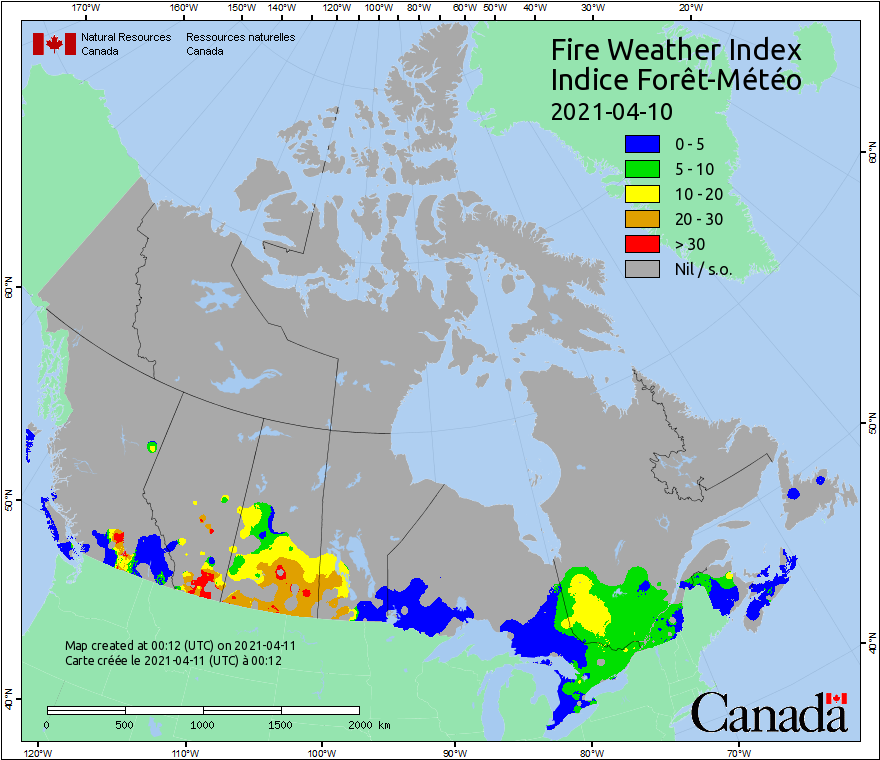 170°W 160°W 150°W 140°W 120°W 100°W 80°W 60°W 50°W 40°W 30°W 20°W
Natural Resources Ressources naturelles
Canada Canada
Fire Weather Index
Indice Forêt-Météo
2021-04-10
0 - 5
5 - 10
10 - 20
20 - 30
> 30
Nil / s.o.
60°N
60°N
50°N
50°N
40°N
40°N
Map created at 00:12 (UTC) on 2021-04-11
Carte créée le 2021-04-11 (UTC) à 00:12
0 500 1000 1500 2000 km
Canada
120°W 110°W 100°W 90°W 80°W 70°W